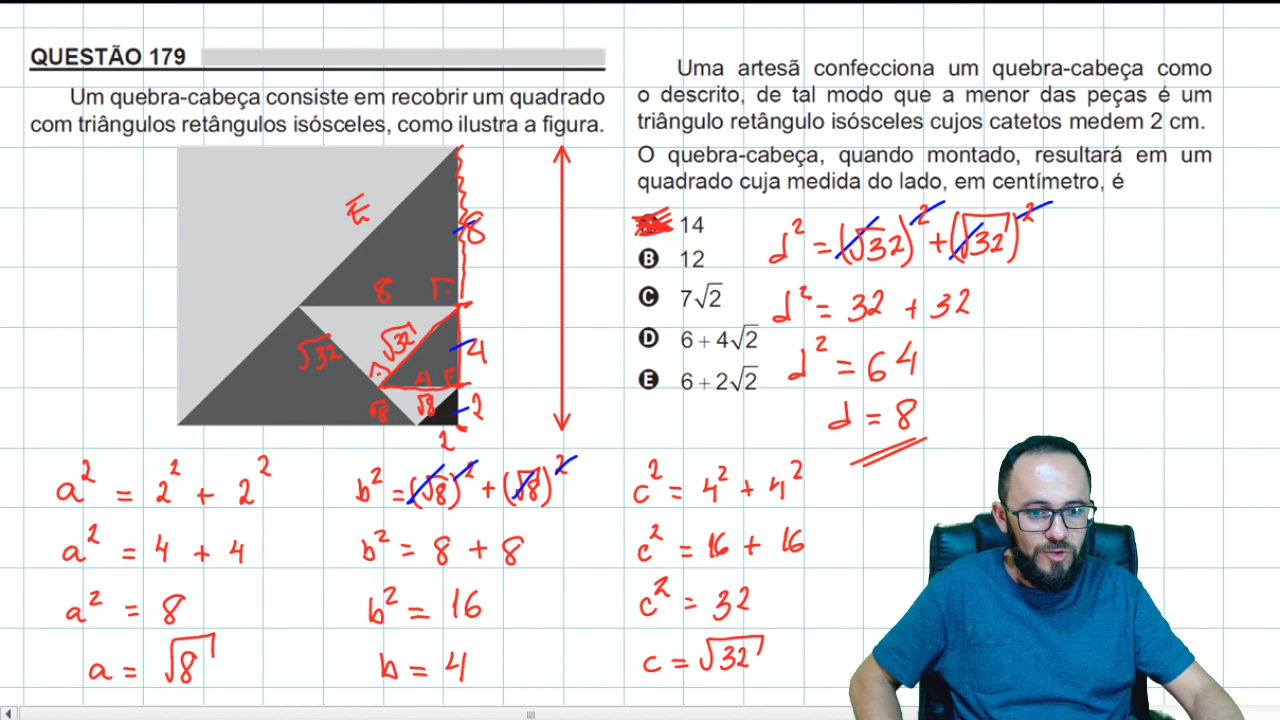 QUESTÃO 179
Um quebra-cabeça consiste em recobrir um quadrado
com triângulos retângulos isósceles, como ilustra a figura.
8
8
√32
√32
4
4
√8
√8
2
2
Uma artesã confecciona um quebra-cabeça como
o descrito, de tal modo que a menor das peças é um
triângulo retângulo isósceles cujos catetos medem 2 cm.
O quebra-cabeça, quando montado, resultará em um
quadrado cuja medida do lado, em centímetro, é
14
B 12
C 7√2
D 6 + 4√2
E 6 + 2√2
d² = (√32)² + (√32)²
d² = 32 + 32
d² = 64
d = 8
a² = 2² + 2²
a² = 4 + 4
a² = 8
a = √8
b² = (√8)² + (√8)²
b² = 8 + 8
b² = 16
b = 4
c² = 4² + 4²
c² = 16 + 16
c² = 32
c = √32